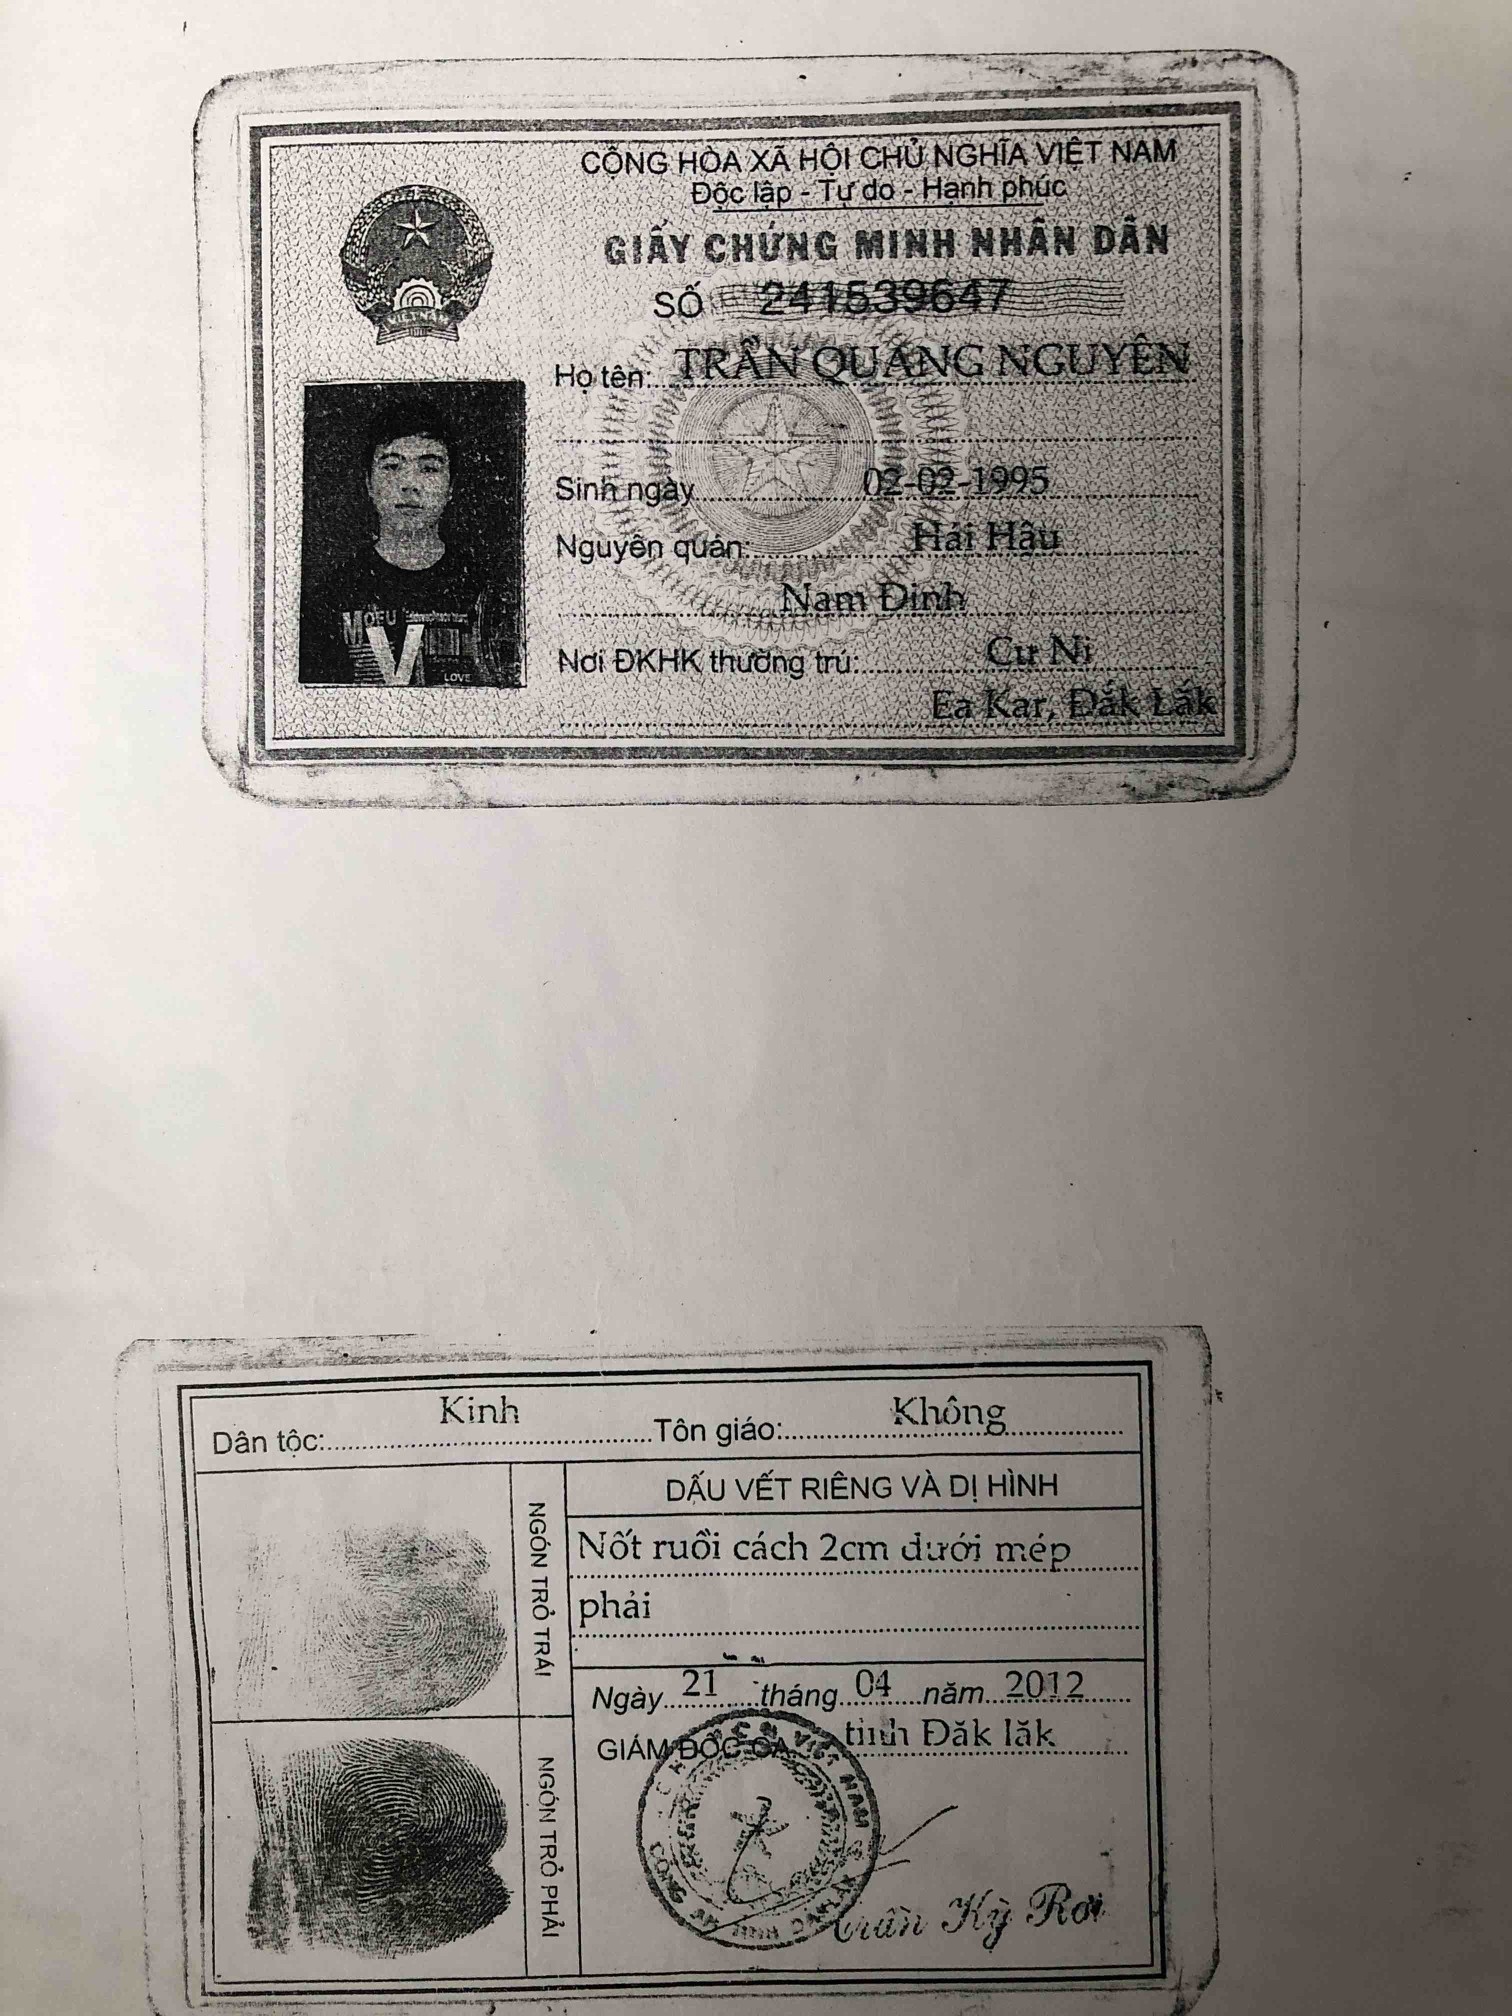 CỘNG HÒA XÃ HỘI CHỦ NGHĨA VIỆT NAM
Độc lập - Tự do - Hạnh phúc
GIẤY CHỨNG MINH NHÂN DÂN
SỐ 241539647
Họ tên: TRẦN QUANG NGUYÊN
Sinh ngày 02-02-1995
Nguyên quán: Hải Hậu
Nam Định
Nơi ĐKHK thường trú: Cư Ni
Ea Kar, Đắk Lắk
VIỆT NAM
V
LOVE
Dân tộc: Kinh Tôn giáo: Không
NGÓN TRỎ TRÁI
DẤU VẾT RIÊNG VÀ DỊ HÌNH
Nốt ruồi cách 2cm dưới mép
phải
Ngày 21 tháng 04 năm 2012
GIÁM ĐỐC CA tỉnh Đăk lăk
NGÓN TRỎ PHẢI
Trần Kỳ Rơi